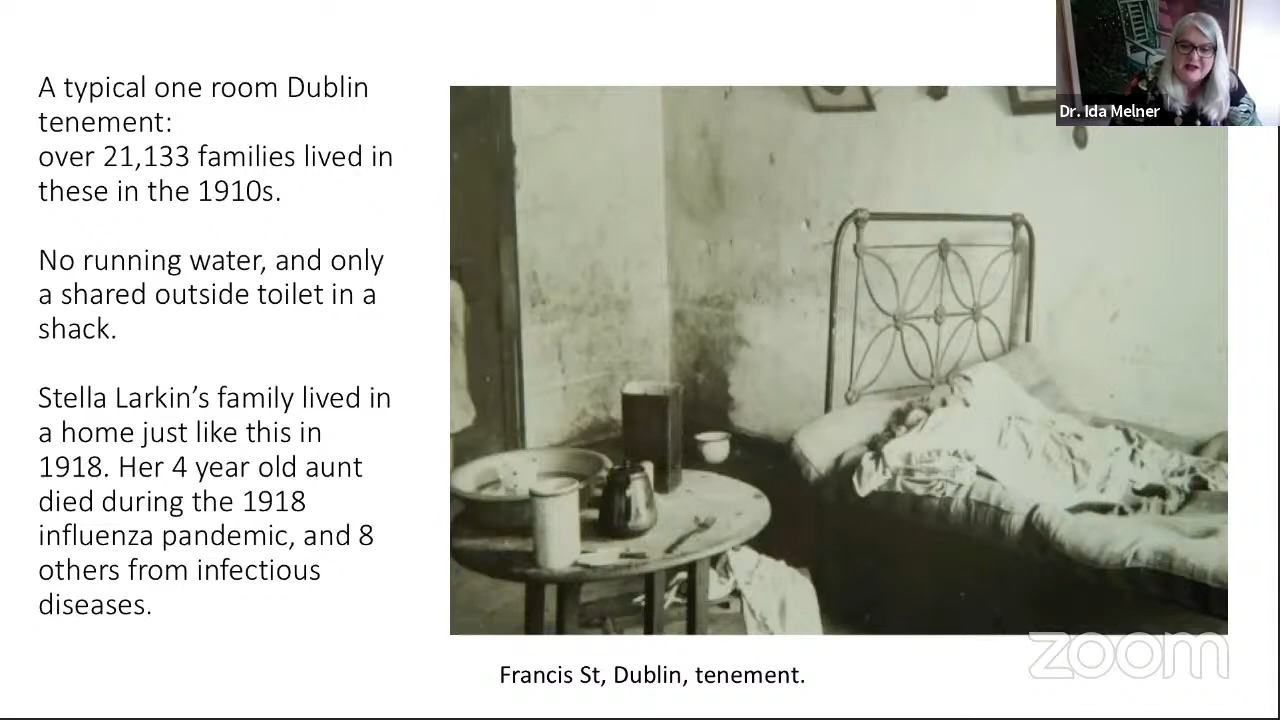 A typical one room Dublin
tenement:
over 21,133 families lived in
these in the 1910s.
No running water, and only
a shared outside toilet in a
shack.
Stella Larkin’s family lived in
a home just like this in
1918. Her 4 year old aunt
died during the 1918
influenza pandemic, and 8
others from infectious
diseases.
Dr. Ida Melner
Francis St, Dublin, tenement.
zoom